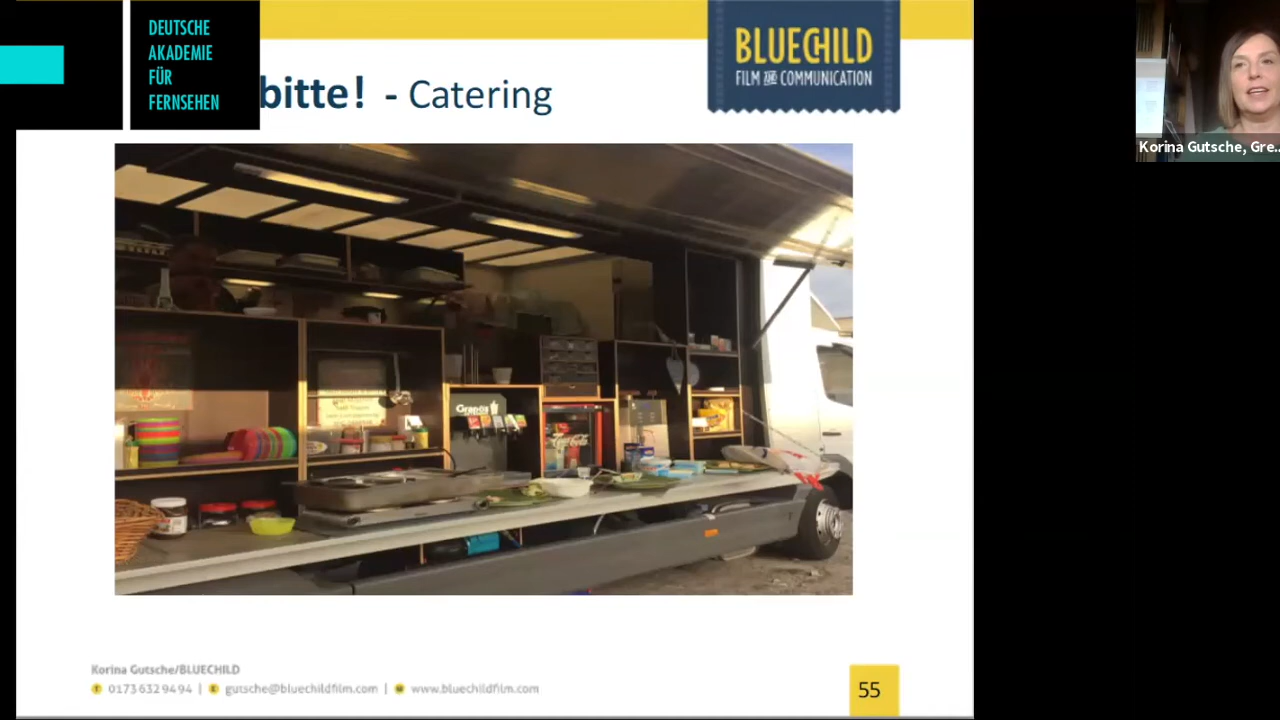 DEUTSCHE
AKADEMIE
FÜR
FERNSEHEN
BLUECHILD
FILM AND COMMUNICATION
bitte! - Catering
Korina Gutsche, Gre...
Grapos
Coca-Cola
Korina Gutsche/BLUECHILD
T 0173 632 94 94 | E gutsche@bluechildfilm.com | W www.bluechildfilm.com
55